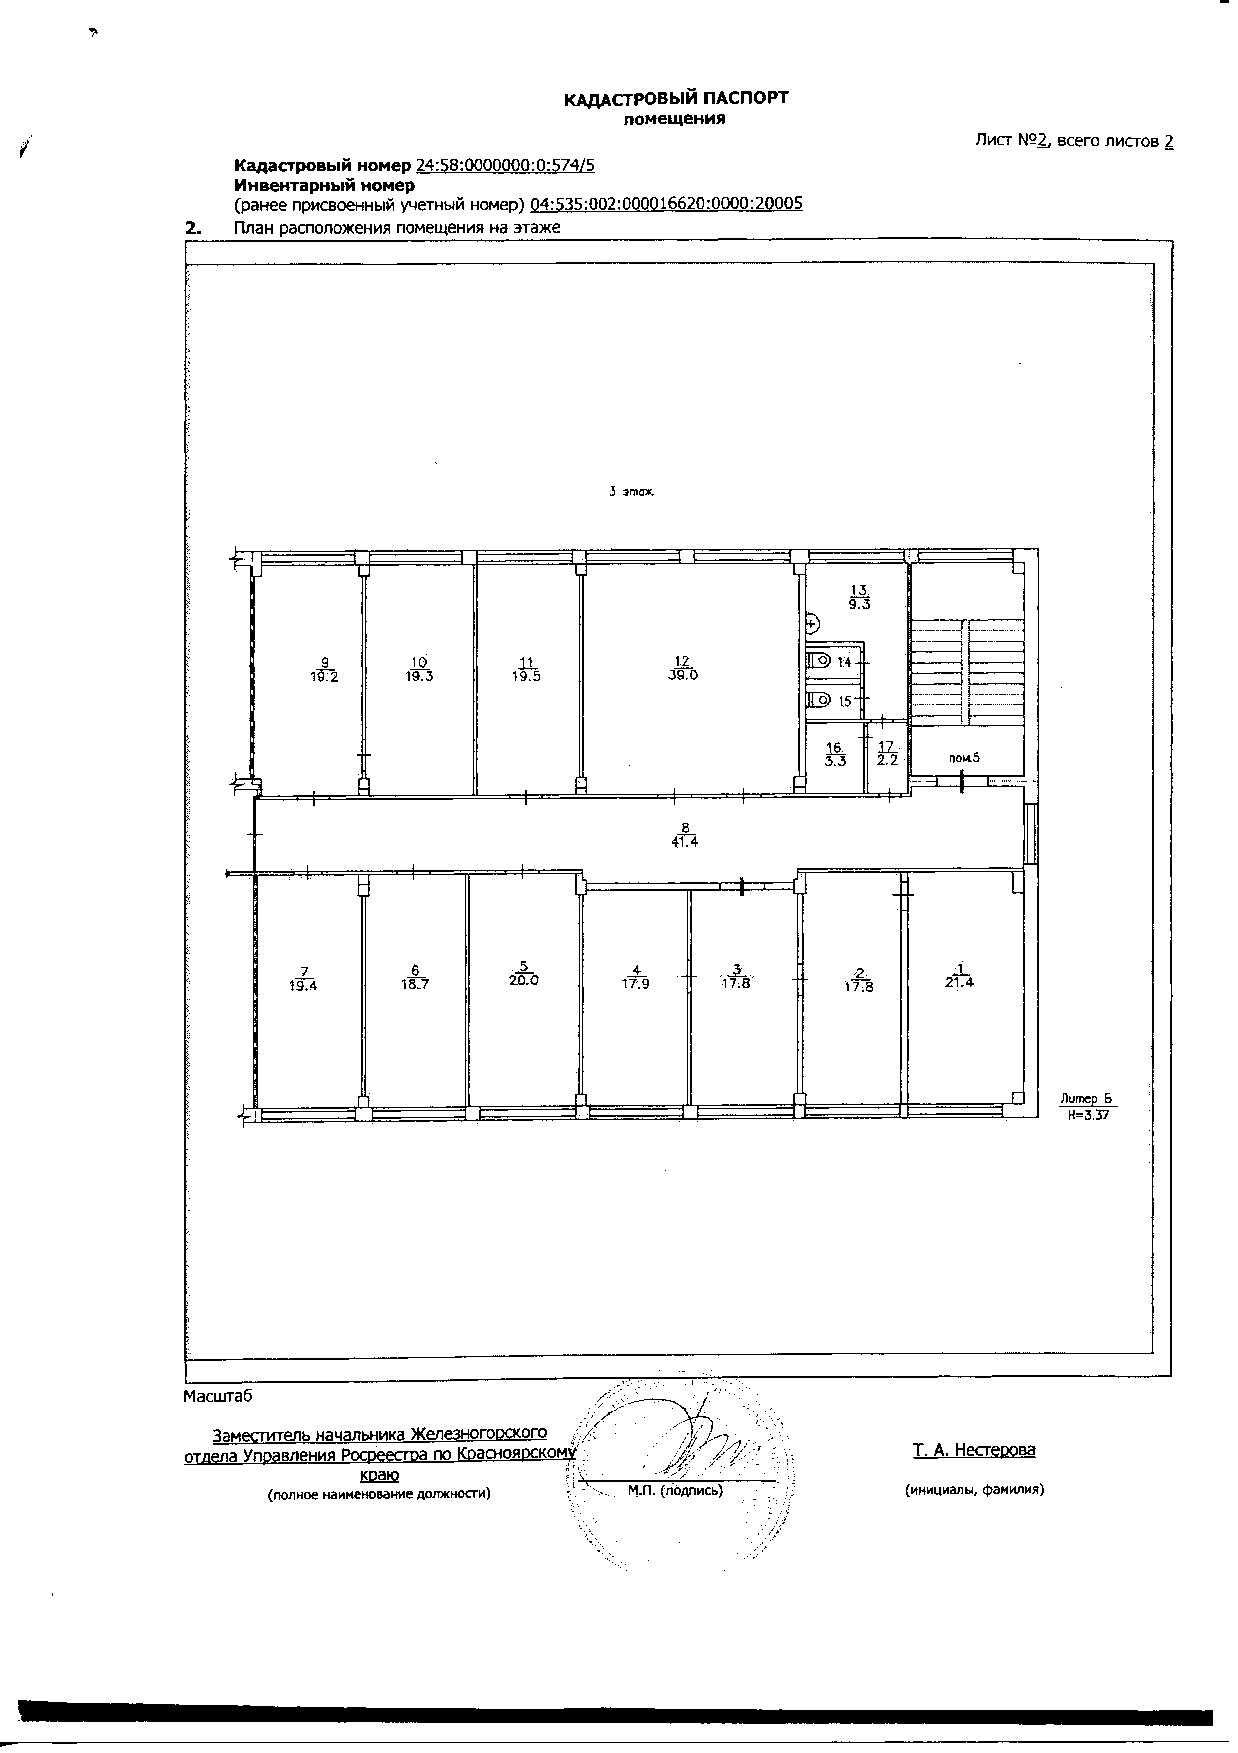 КАДАСТРОВЫЙ ПАСПОРТ
помещения
Лист №2, всего листов 2
Кадастровый номер 24:58:0000000:0:574/5
Инвентарный номер
(ранее присвоенный учетный номер) 04:535:002:000016620:0000:20005
2. План расположения помещения на этаже
3 этаж.
13.
9.3
9
19.2
10
19.3
11
19.5
12
39.0
14
15
16
3.3
17
2.2
пом.5
8
41.4
7
19.4
6
18.7
5
20.0
4
17.9
3
17.8
2
17.8
1
21.4
Литер Б
H=3.37
Масштаб
Заместитель начальника Железногорского
отдела Управления Росреестра по Красноярскому
краю
(полное наименование должности)
М.П. (подпись)
Т. А. Нестерова
(инициалы, фамилия)